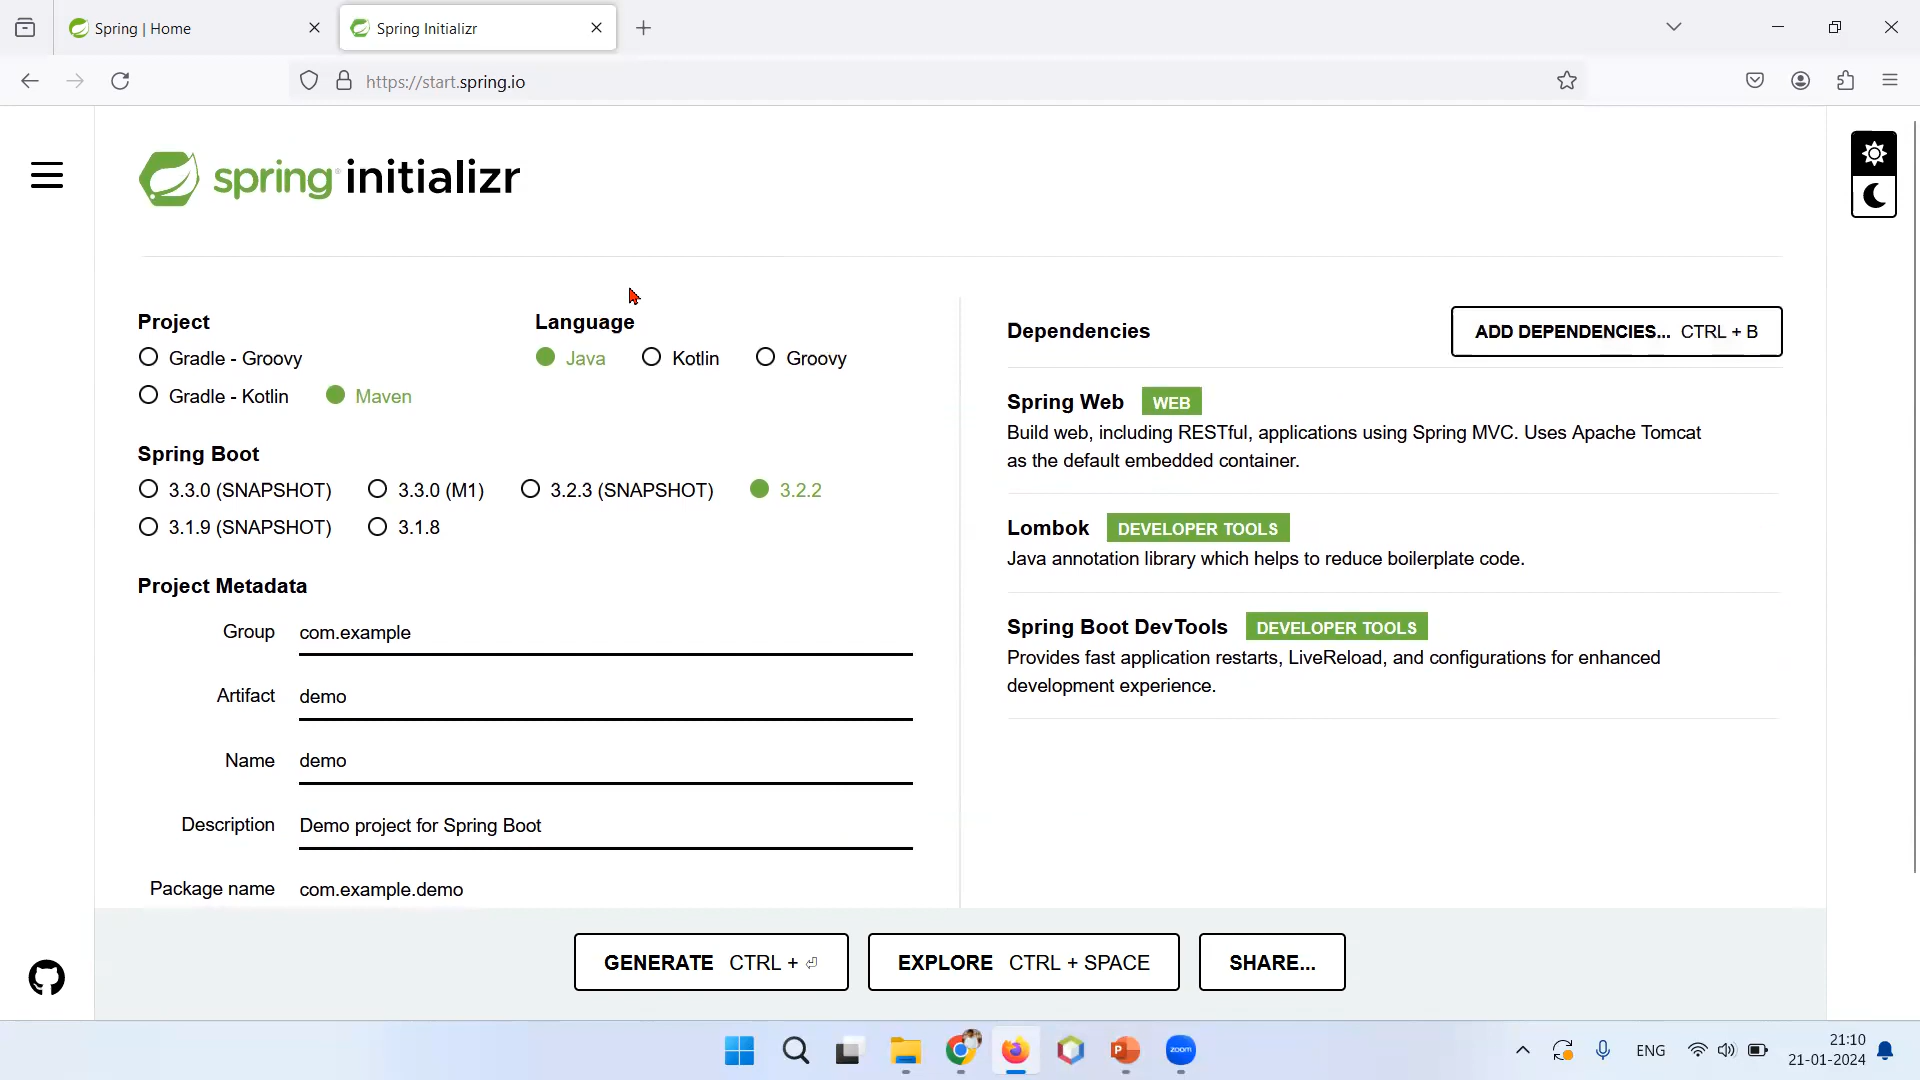 Spring | Home
Spring Initializr
https://start.spring.io
spring initializr
Project
Language
Gradle - Groovy
Java
Kotlin
Groovy
Gradle - Kotlin
Maven
Spring Boot
3.3.0 (SNAPSHOT)
3.3.0 (M1)
3.2.3 (SNAPSHOT)
3.2.2
3.1.9 (SNAPSHOT)
3.1.8
Project Metadata
Group com.example
Artifact demo
Name demo
Description Demo project for Spring Boot
Package name com.example.demo
Dependencies
ADD DEPENDENCIES... CTRL + B
Spring Web WEB
Build web, including RESTful, applications using Spring MVC. Uses Apache Tomcat
as the default embedded container.
Lombok DEVELOPER TOOLS
Java annotation library which helps to reduce boilerplate code.
Spring Boot DevTools DEVELOPER TOOLS
Provides fast application restarts, LiveReload, and configurations for enhanced
development experience.
GENERATE CTRL + ⏎
EXPLORE CTRL + SPACE
SHARE...
P
zoom
ENG
21:10
21-01-2024